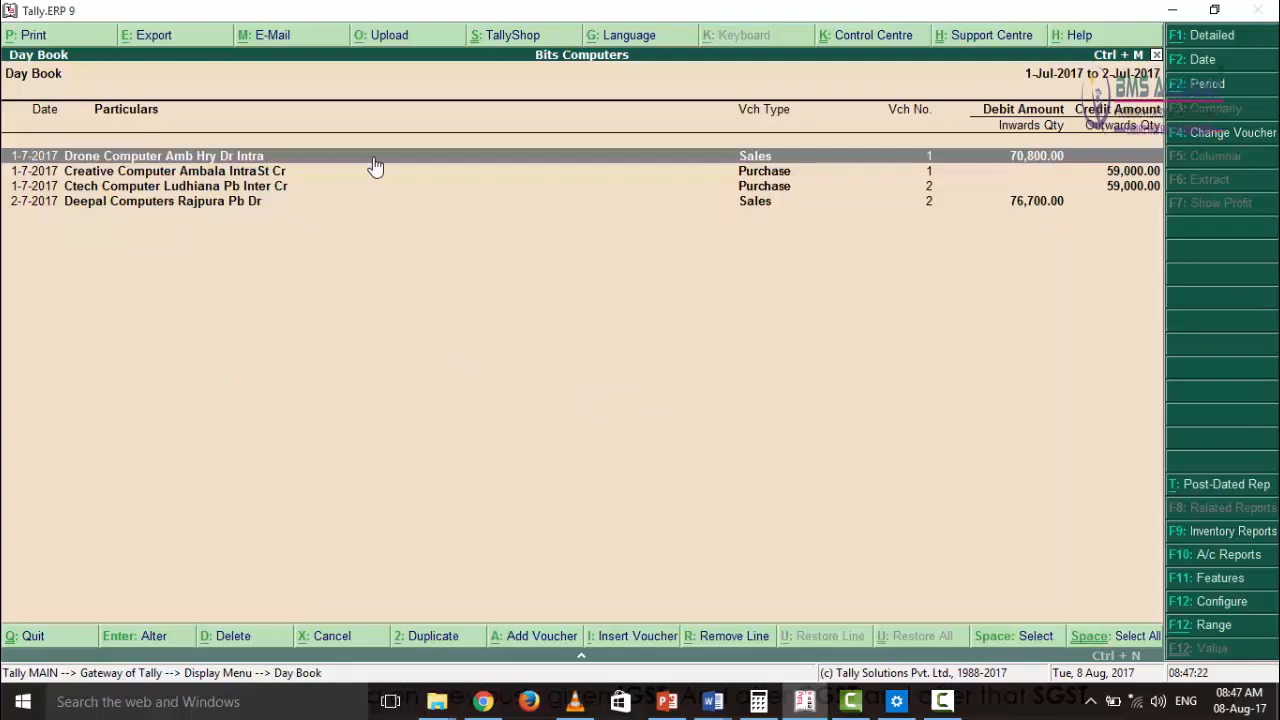 Tally.ERP 9
P: Print E: Export M: E-Mail O: Upload S: TallyShop G: Language K: Keyboard K: Control Centre H: Support Centre H: Help
Day Book Bits Computers Ctrl + M
Day Book 1-Jul-2017 to 2-Jul-2017
Date Particulars Vch Type Vch No. Debit Amount Credit Amount
Inwards Qty Outwards Qty
1-7-2017 Drone Computer Amb Hry Dr Intra Sales 1 70,800.00
1-7-2017 Creative Computer Ambala IntraSt Cr Purchase 1 59,000.00
1-7-2017 Ctech Computer Ludhiana Pb Inter Cr Purchase 2 59,000.00
2-7-2017 Deepal Computers Rajpura Pb Dr Sales 2 76,700.00
F1: Detailed
F2: Date
F2: Period
F3: Company
F4: Change Voucher
F5: Columnar
F6: Extract
F7: Show Profit
T: Post-Dated Rep
F8: Related Reports
F9: Inventory Reports
F10: A/c Reports
F11: Features
F12: Configure
F12: Range
F12: Value
BMS
Q: Quit Enter: Alter D: Delete X: Cancel 2: Duplicate A: Add Voucher I: Insert Voucher R: Remove Line U: Restore Line U: Restore All Space: Select Space: Select All
Ctrl + N
Tally MAIN --> Gateway of Tally --> Display Menu --> Day Book (c) Tally Solutions Pvt. Ltd., 1988-2017 Tue, 8 Aug, 2017 08:47:22
Search the web and Windows ENG 08:47 AM
08-Aug-17
that SGST